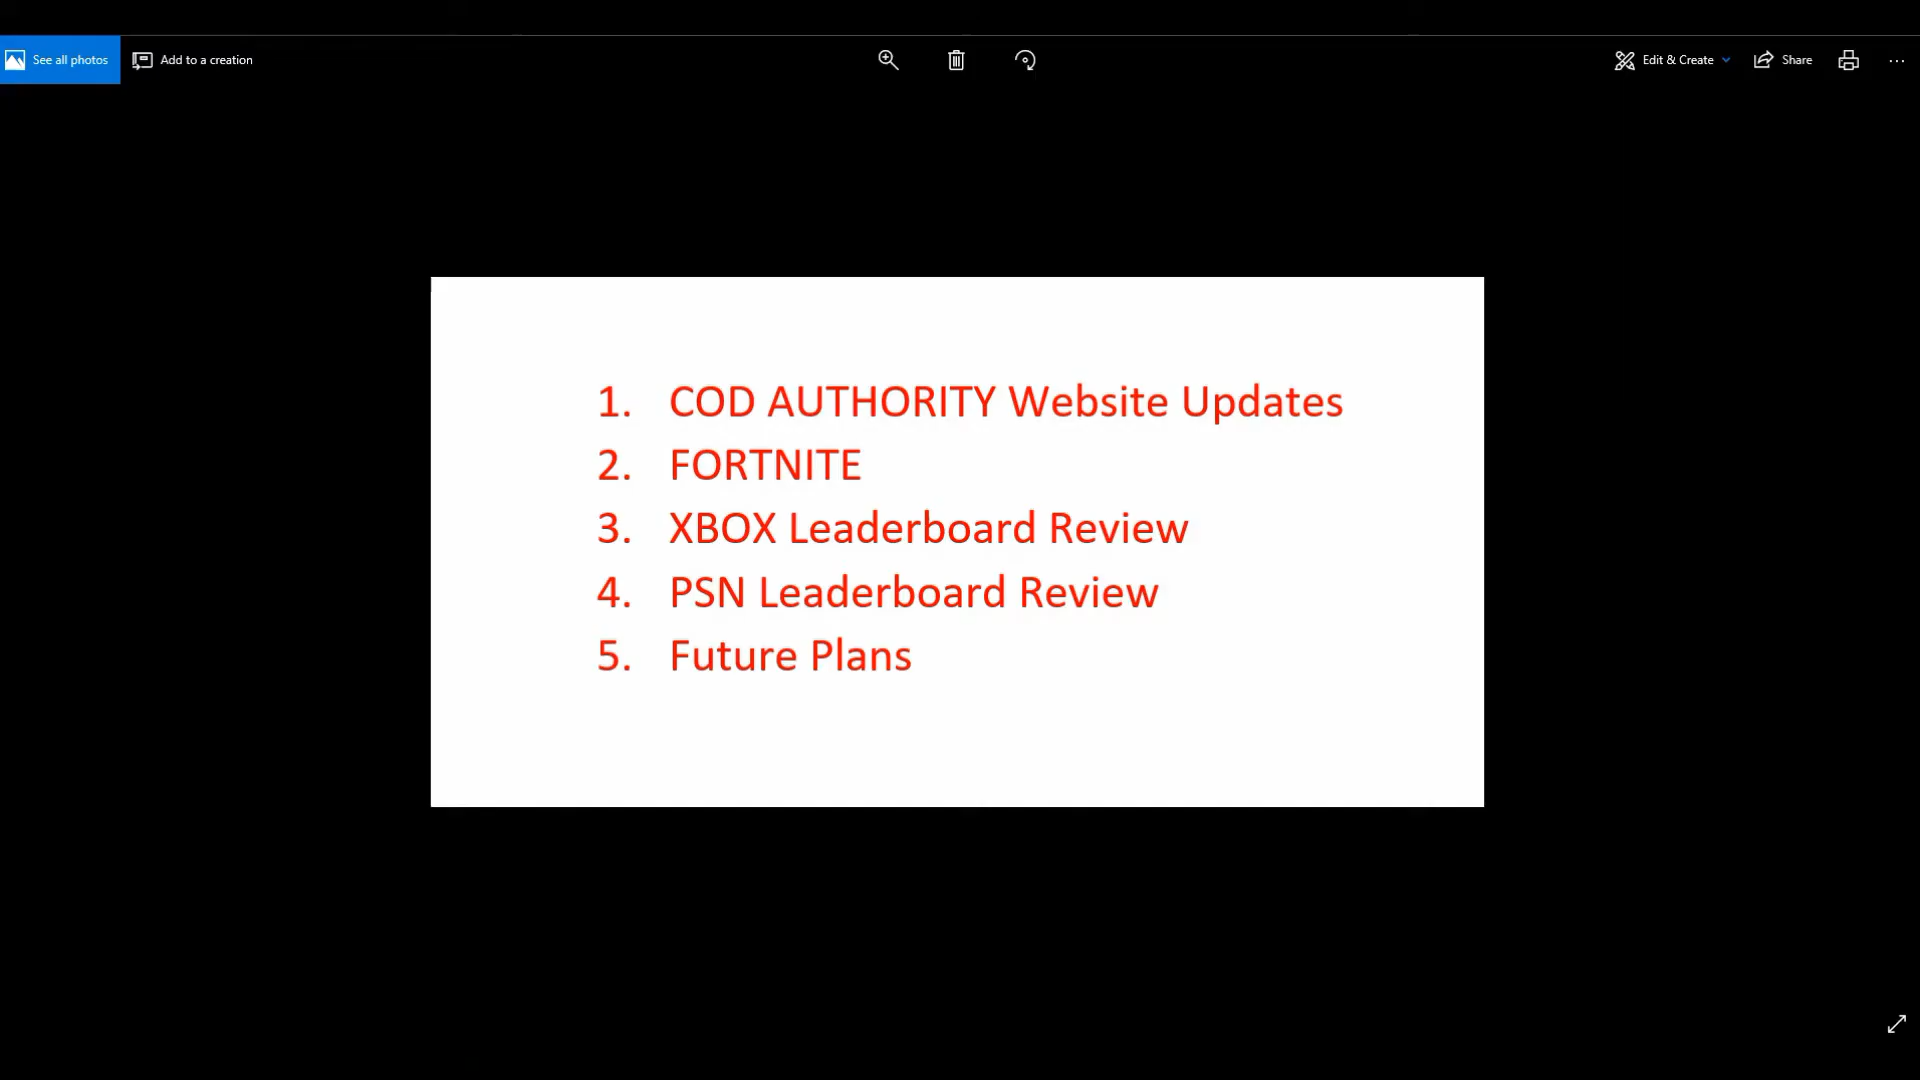 See all photos
Add to a creation
Edit & Create
Share
1. COD AUTHORITY Website Updates
2. FORTNITE
3. XBOX Leaderboard Review
4. PSN Leaderboard Review
5. Future Plans